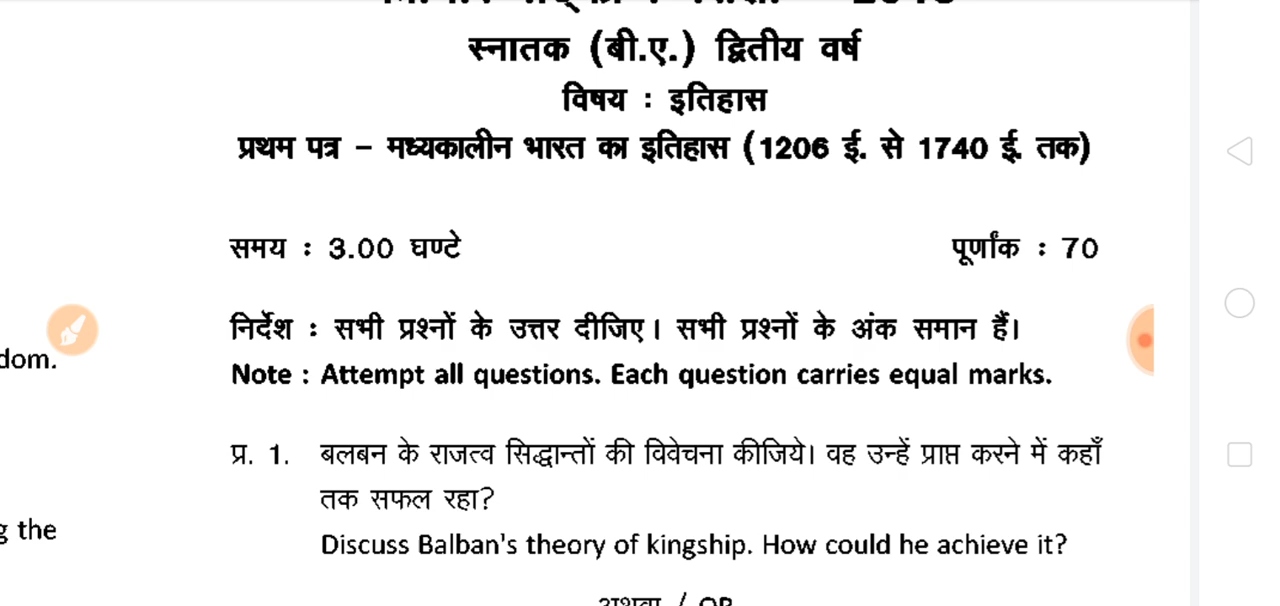 स्नातक (बी.ए.) द्वितीय वर्ष
विषय : इतिहास
प्रथम पत्र – मध्यकालीन भारत का इतिहास (1206 ई. से 1740 ई. तक)
समय : 3.00 घण्टे पूर्णांक : 70
निर्देश : सभी प्रश्नों के उत्तर दीजिए। सभी प्रश्नों के अंक समान हैं।
dom.
Note : Attempt all questions. Each question carries equal marks.
प्र. 1. बलबन के राजत्व सिद्धान्तों की विवेचना कीजिये। वह उन्हें प्राप्त करने में कहाँ
तक सफल रहा?
the
Discuss Balban's theory of kingship. How could he achieve it?
अथवा / OR